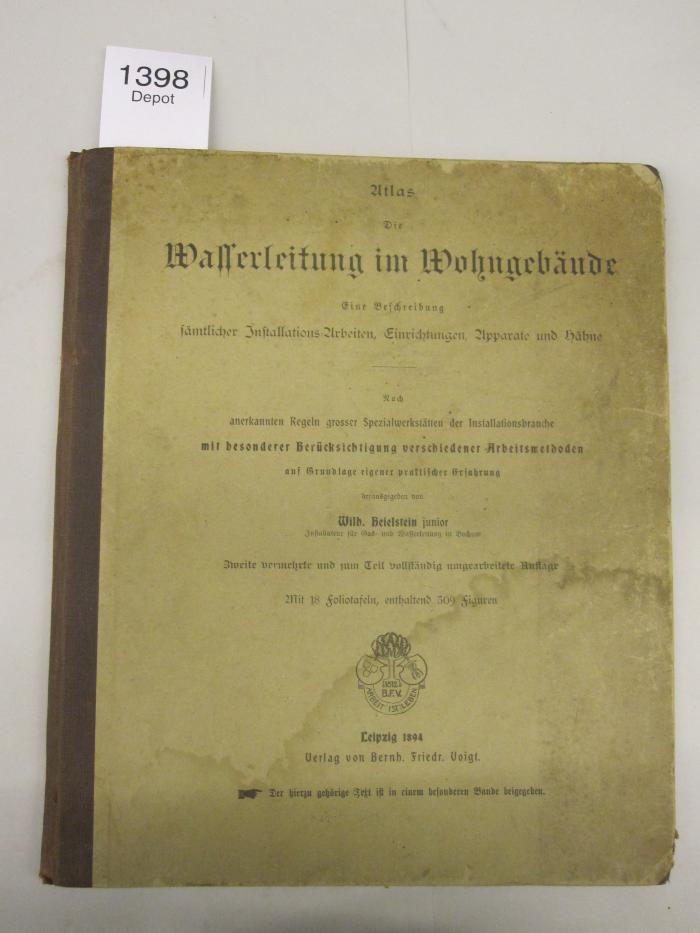 1398
Depot
Atlas
Die
Wasserleitung im Wohngebäude
Eine Beschreibung
sämtlicher Installations-Arbeiten, Einrichtungen, Apparate und Hähne
Nach
anerkannten Regeln grosser Spezialwerkstätten der Installationsbranche
mit besonderer Berücksichtigung verschiedener Arbeitsmethoden
auf Grundlage eigener praktischer Erfahrung
herausgegeben von
Wilh. Beielstein junior
Installateur für Gas- und Wasserleitung in Bochum
Zweite vermehrte und zum Teil vollständig umgearbeitete Auflage
Mit 18 Foliotafeln, enthaltend 309 Figuren
B.F.V.
ARBEIT IST LEBEN
Leipzig 1894
Verlag von Bernh. Friedr. Voigt.
Der hierzu gehörige Text ist in einem besonderen Bande beigegeben.